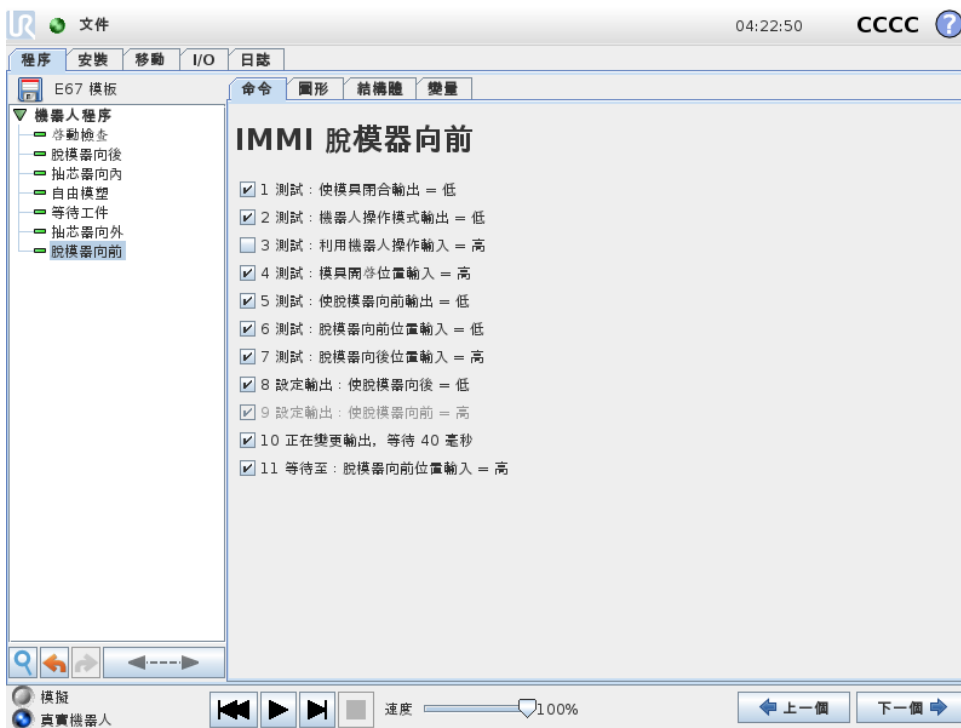 文件
04:22:50
CCCC
?
程序 安裝 移動 I/O 日誌
E67 模板
命令 圖形 結構體 變量
機器人程序
啓動檢查
脫模器向後
抽芯器向內
自由模塑
等待工件
抽芯器向外
脫模器向前
IMMI 脫模器向前
1 測試：使模具閉合輸出 = 低
2 測試：機器人操作模式輸出 = 低
3 測試：利用機器人操作輸入 = 高
4 測試：模具開啓位置輸入 = 高
5 測試：使脫模器向前輸出 = 低
6 測試：脫模器向前位置輸入 = 低
7 測試：脫模器向後位置輸入 = 高
8 設定輸出：使脫模器向後 = 低
9 設定輸出：使脫模器向前 = 高
10 正在變更輸出，等待 40 毫秒
11 等待至：脫模器向前位置輸入 = 高
模擬
真實機器人
速度 100%
上一個
下一個